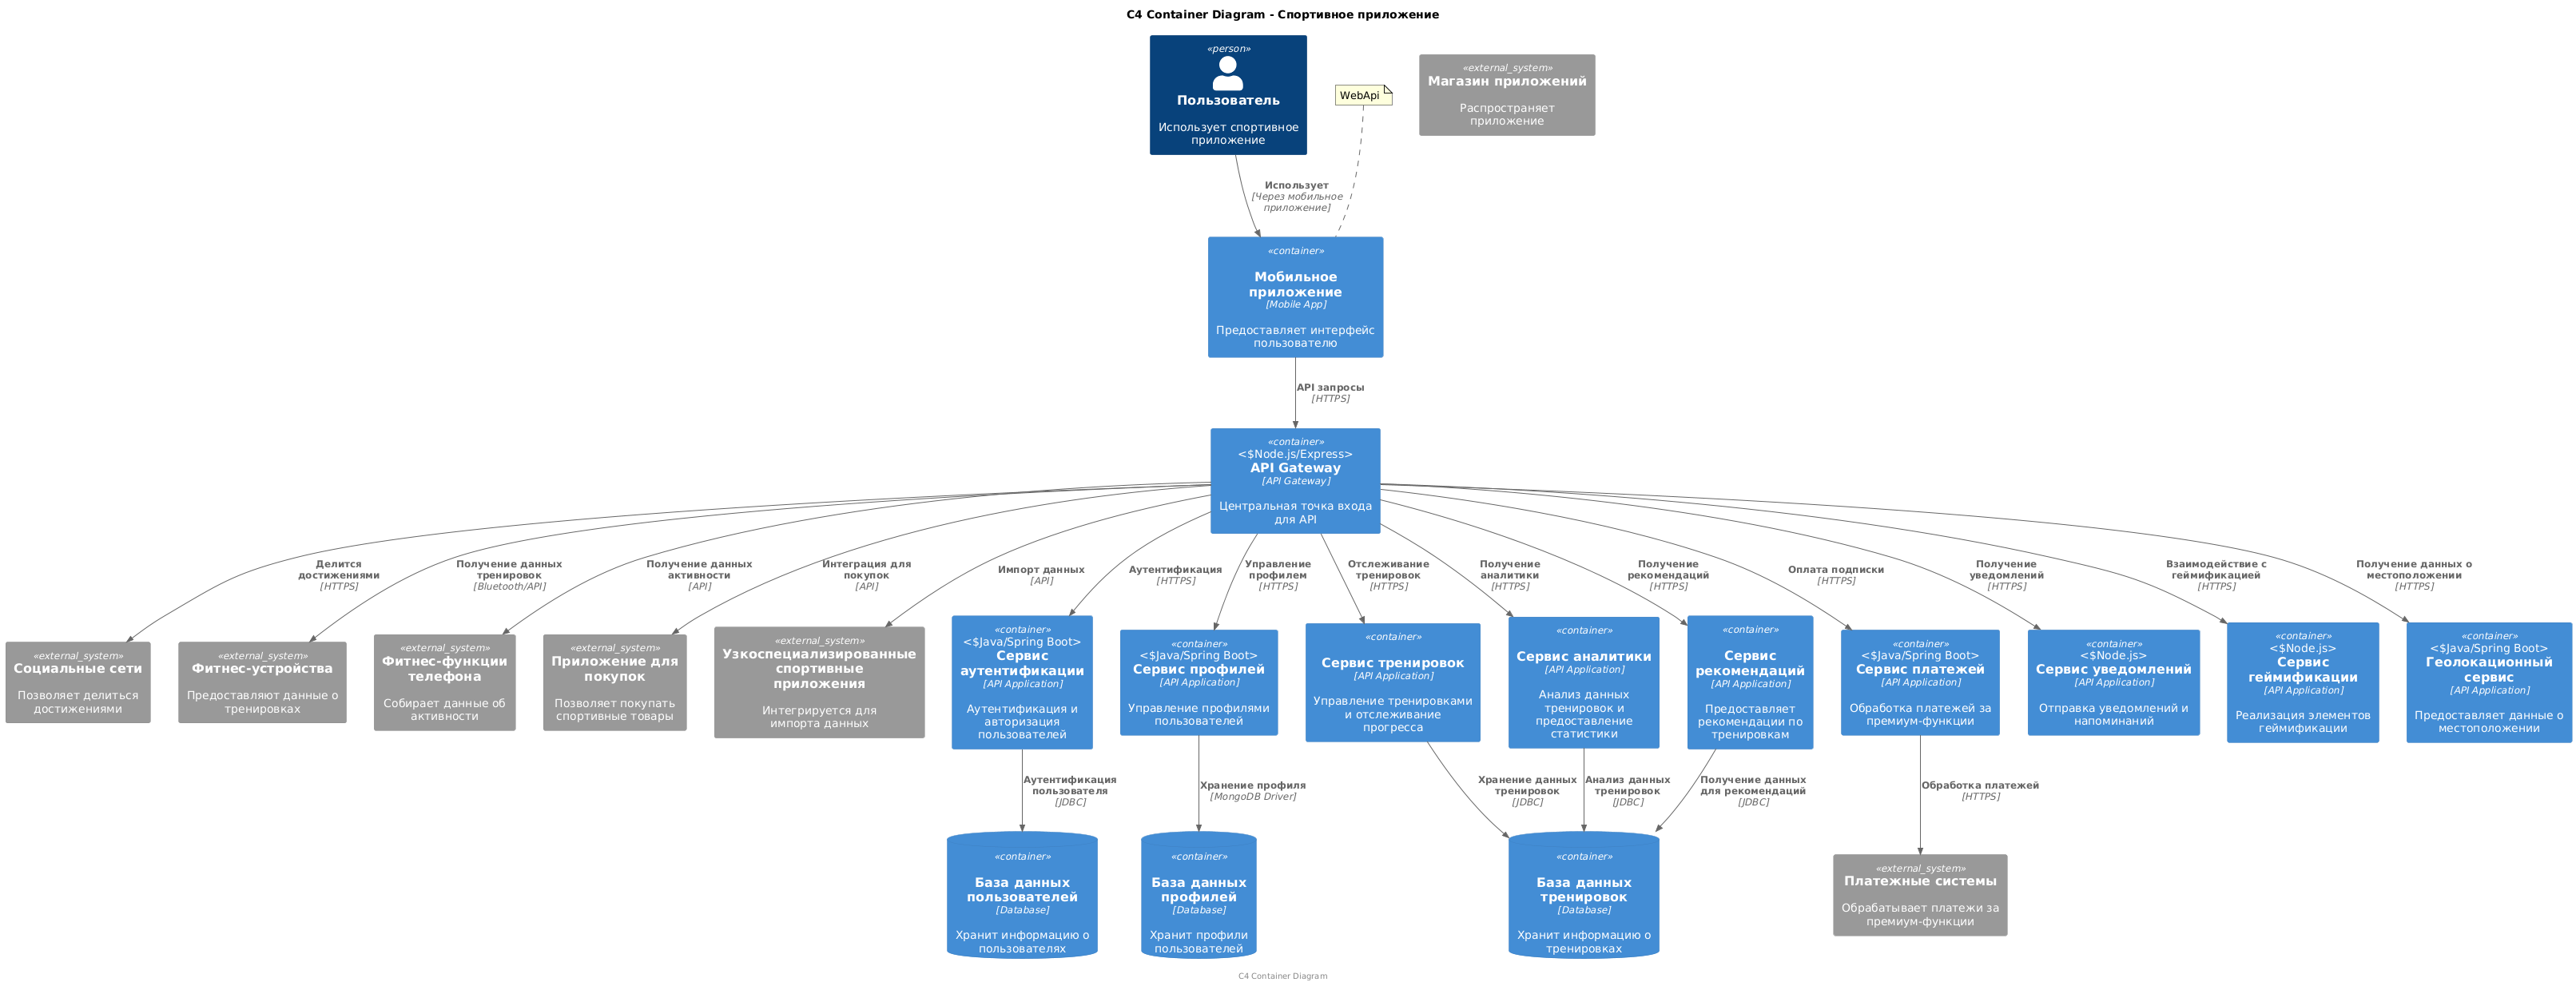 C4 Container Diagram - Спортивное приложение
«person»
Пользователь
Использует спортивное
приложение
WebApi
«external_system»
Магазин приложений
Распространяет
приложение
Использует
[Через мобильное
приложение]
«container»
Мобильное
приложение
[Mobile App]
Предоставляет интерфейс
пользователю
API запросы
[HTTPS]
«container»
<$Node.js/Express>
API Gateway
[API Gateway]
Центральная точка входа
для API
Делится
достижениями
[HTTPS]
Получение данных
тренировок
[Bluetooth/API]
Получение данных
активности
[API]
Интеграция для
покупок
[API]
Импорт данных
[API]
Аутентификация
[HTTPS]
Управление
профилем
[HTTPS]
Отслеживание
тренировок
[HTTPS]
Получение
аналитики
[HTTPS]
Получение
рекомендаций
[HTTPS]
Оплата подписки
[HTTPS]
Получение
уведомлений
[HTTPS]
Взаимодействие с
геймификацией
[HTTPS]
Получение данных о
местоположении
[HTTPS]
«external_system»
Социальные сети
Позволяет делиться
достижениями
«external_system»
Фитнес-устройства
Предоставляют данные о
тренировках
«external_system»
Фитнес-функции
телефона
Собирает данные об
активности
«external_system»
Приложение для
покупок
Позволяет покупать
спортивные товары
«external_system»
Узкоспециализированные
спортивные
приложения
Интегрируется для
импорта данных
«container»
<$Java/Spring Boot>
Сервис
аутентификации
[API Application]
Аутентификация и
авторизация
пользователей
«container»
<$Java/Spring Boot>
Сервис профилей
[API Application]
Управление профилями
пользователей
«container»
Сервис тренировок
[API Application]
Управление тренировками
и отслеживание
прогресса
«container»
Сервис аналитики
[API Application]
Анализ данных
тренировок и
предоставление
статистики
«container»
Сервис
рекомендаций
[API Application]
Предоставляет
рекомендации по
тренировкам
«container»
<$Java/Spring Boot>
Сервис платежей
[API Application]
Обработка платежей за
премиум-функции
«container»
<$Node.js>
Сервис уведомлений
[API Application]
Отправка уведомлений и
напоминаний
«container»
<$Node.js>
Сервис
геймификации
[API Application]
Реализация элементов
геймификации
«container»
<$Java/Spring Boot>
Геолокационный
сервис
[API Application]
Предоставляет данные о
местоположении
Аутентификация
пользователя
[JDBC]
Хранение профиля
[MongoDB Driver]
Хранение данных
тренировок
[JDBC]
Анализ данных
тренировок
[JDBC]
Получение данных
для рекомендаций
[JDBC]
Обработка платежей
[HTTPS]
«container»
База данных
пользователей
[Database]
Хранит информацию о
пользователях
«container»
База данных
профилей
[Database]
Хранит профили
пользователей
«container»
База данных
тренировок
[Database]
Хранит информацию о
тренировках
«external_system»
Платежные системы
Обрабатывает платежи за
премиум-функции
C4 Container Diagram